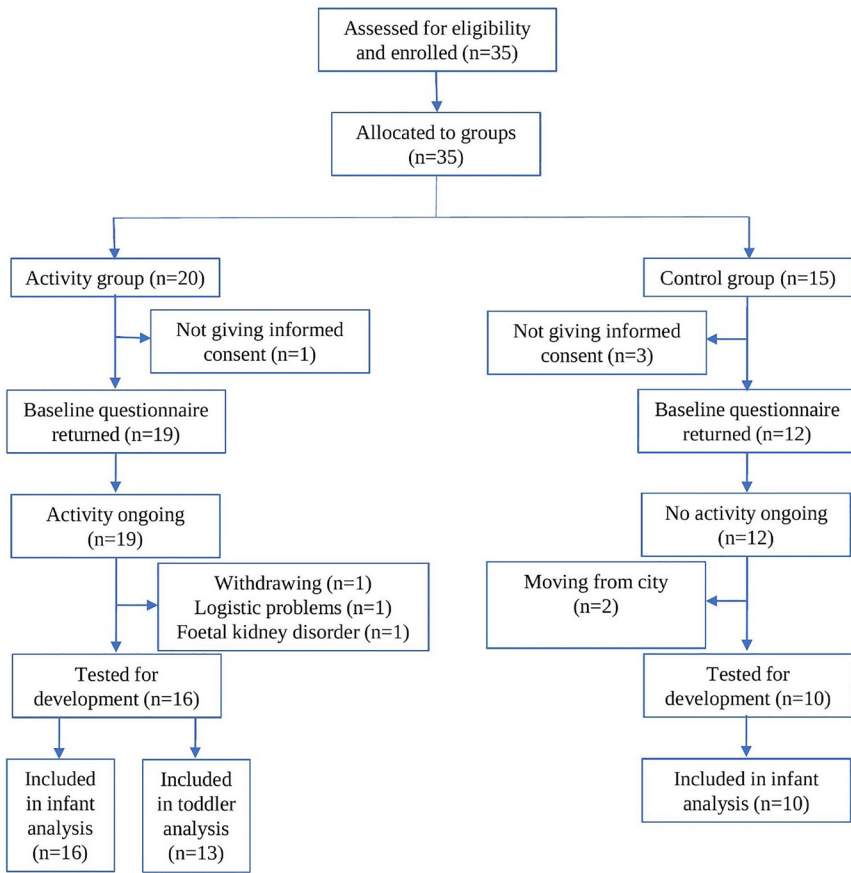 Assessed for eligibility
and enrolled (n=35)
Allocated to groups
(n=35)
Activity group (n=20)
Control group (n=15)
Not giving informed
consent (n=1)
Not giving informed
consent (n=3)
Baseline questionnaire
returned (n=19)
Baseline questionnaire
returned (n=12)
Activity ongoing
(n=19)
No activity ongoing
(n=12)
Withdrawing (n=1)
Logistic problems (n=1)
Foetal kidney disorder (n=1)
Moving from city
(n=2)
Tested for
development (n=16)
Tested for
development (n=10)
Included
in infant
analysis
(n=16)
Included
in toddler
analysis
(n=13)
Included in infant
analysis (n=10)